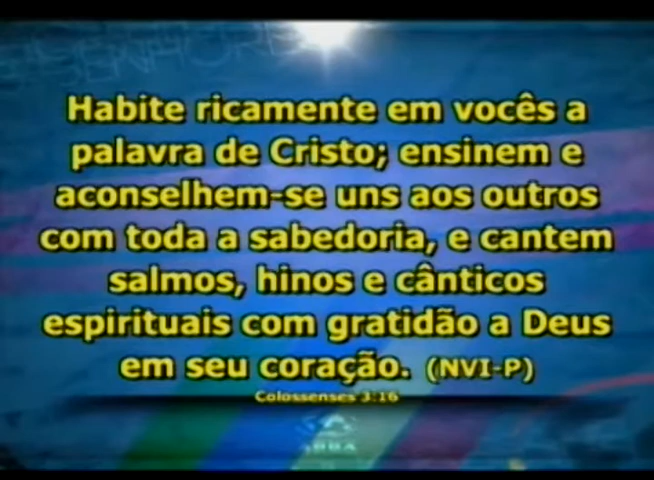 Habite ricamente em vocês a
palavra de Cristo; ensinem e
aconselhem-se uns aos outros
com toda a sabedoria, e cantem
salmos, hinos e cânticos
espirituais com gratidão a Deus
em seu coração. (NVI-P)
Colossenses 3:16